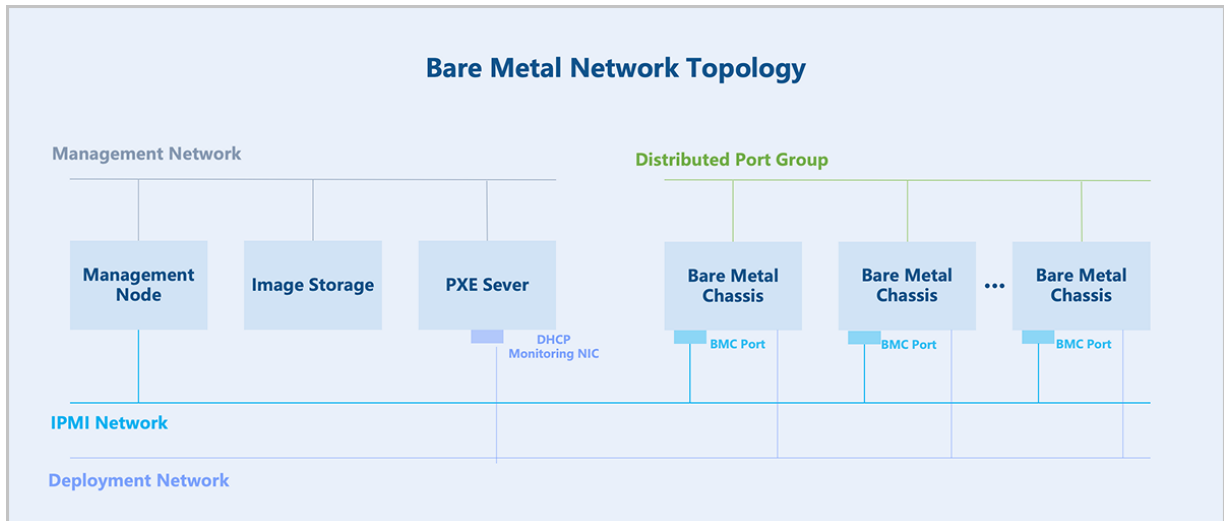 Bare Metal Network Topology
Management Network
Distributed Port Group
Management
Node
Image Storage
PXE Sever
Bare Metal
Chassis
Bare Metal
Chassis
...
Bare Metal
Chassis
DHCP
Monitoring NIC
BMC Port
BMC Port
BMC Port
IPMI Network
Deployment Network